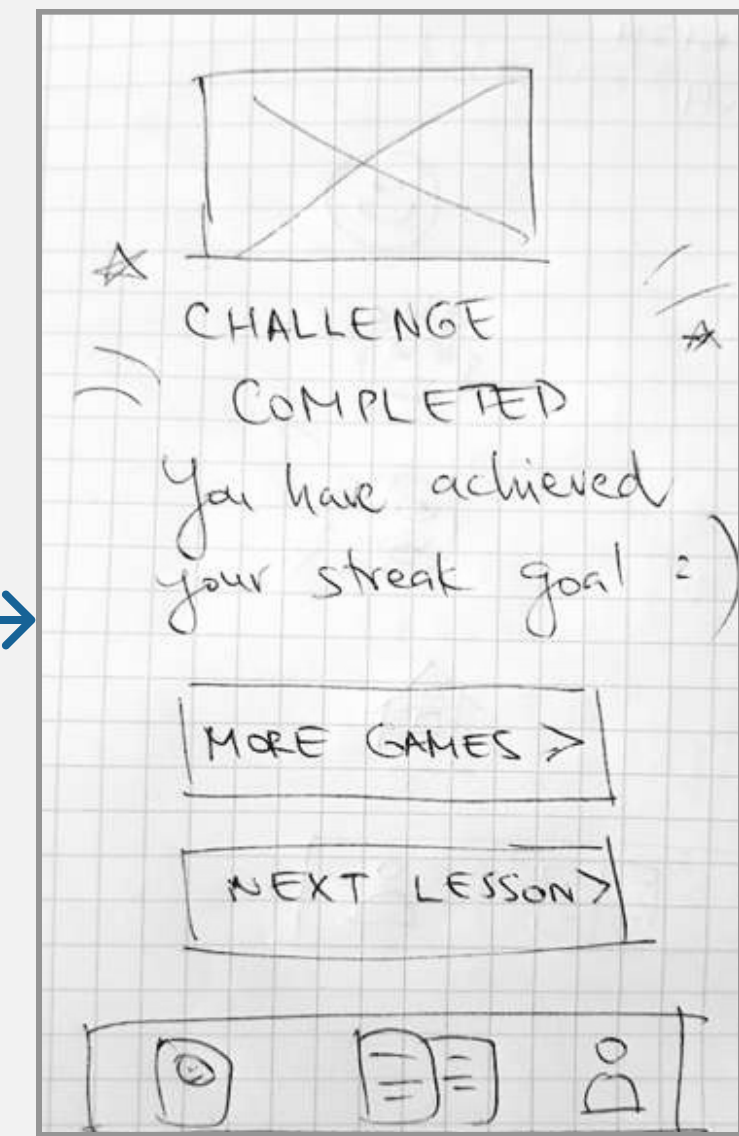 CHALLENGE
COMPLETED
You have achieved
your streak goal :)
MORE GAMES >
NEXT LESSON>